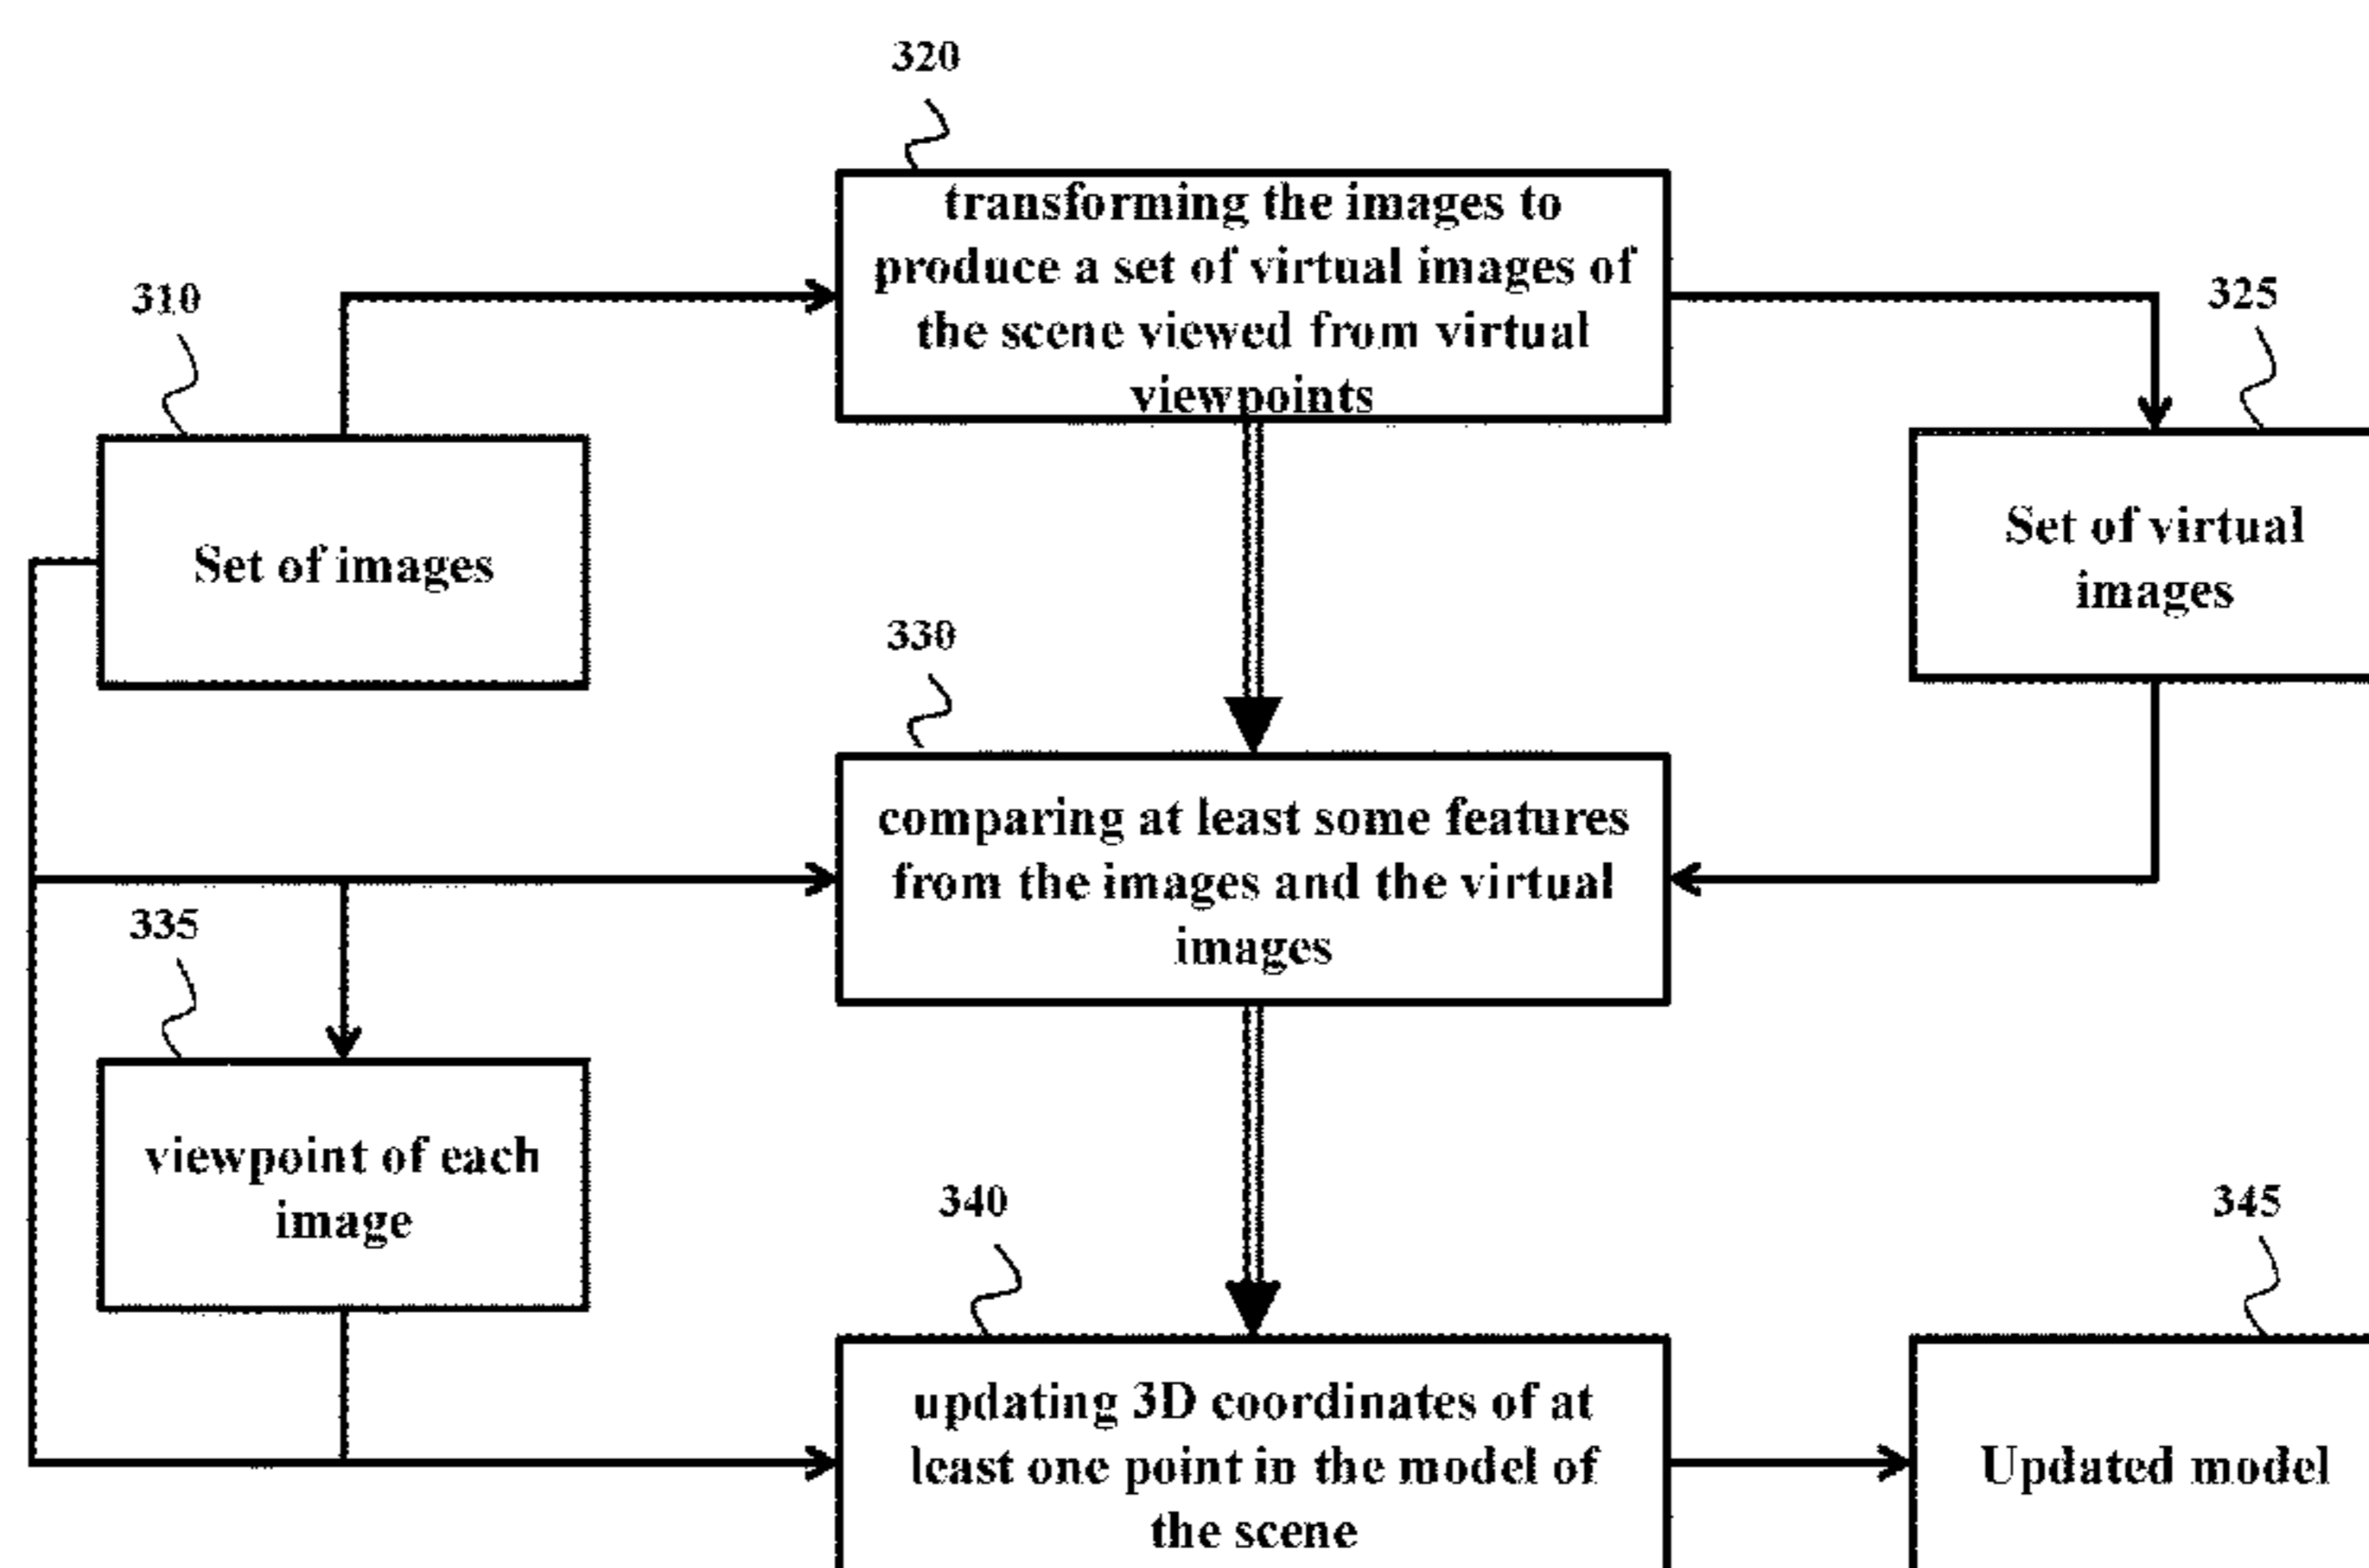 320
transforming the images to
produce a set of virtual images of
the scene viewed from virtual
viewpoints
310
Set of images
325
Set of virtual
images
330
comparing at least some features
from the images and the virtual
images
335
viewpoint of each
image
340
updating 3D coordinates of at
least one point in the model of
the scene
345
Updated model